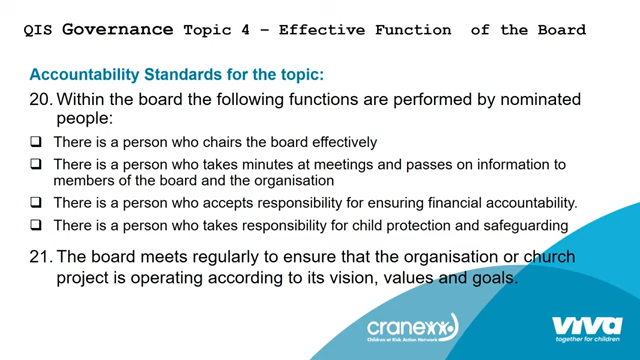 QIS Governance Topic 4 – Effective Function of the Board
Accountability Standards for the topic:
20. Within the board the following functions are performed by nominated
people:
❑ There is a person who chairs the board effectively
❑ There is a person who takes minutes at meetings and passes on information to
members of the board and the organisation
❑ There is a person who accepts responsibility for ensuring financial accountability.
❑ There is a person who takes responsibility for child protection and safeguarding
21. The board meets regularly to ensure that the organisation or church
project is operating according to its vision, values and goals.
cranexx
Children at Risk Action Network
viva
together for children